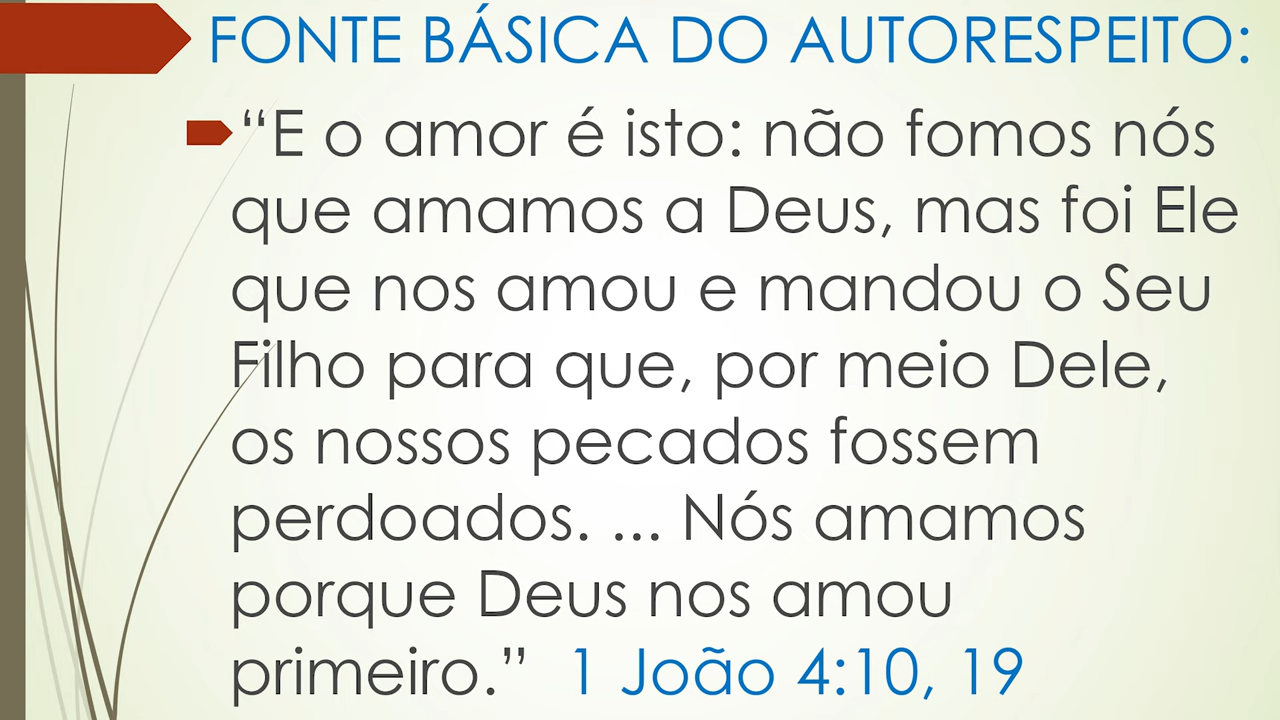 FONTE BÁSICA DO AUTORESPEITO:
“E o amor é isto: não fomos nós
que amamos a Deus, mas foi Ele
que nos amou e mandou o Seu
Filho para que, por meio Dele,
os nossos pecados fossem
perdoados. ... Nós amamos
porque Deus nos amou
primeiro.” 1 João 4:10, 19